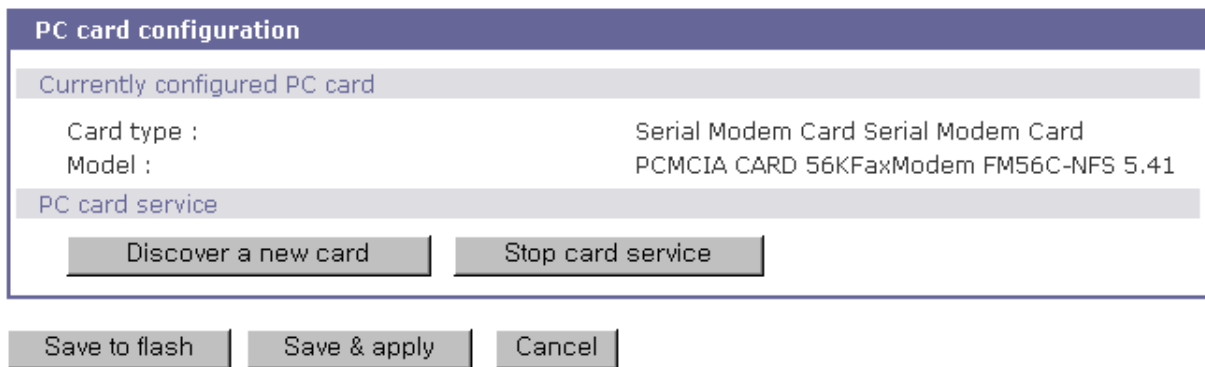 PC card configuration
Currently configured PC card
Card type : Serial Modem Card Serial Modem Card
Model : PCMCIA CARD 56KFaxModem FM56C-NFS 5.41
PC card service
Discover a new card Stop card service
Save to flash Save & apply Cancel